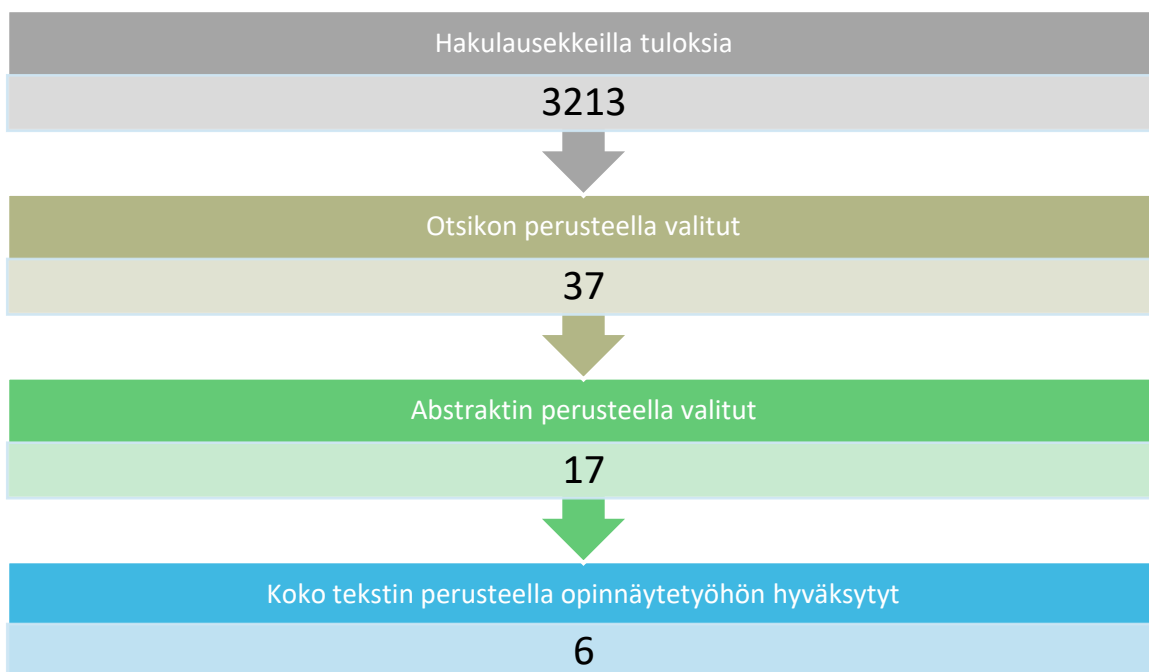 Hakulausekkeilla tuloksia
3213
Otsikon perusteella valitut
37
Abstraktin perusteella valitut
17
Koko tekstin perusteella opinnäytetyöhön hyväksytyt
6